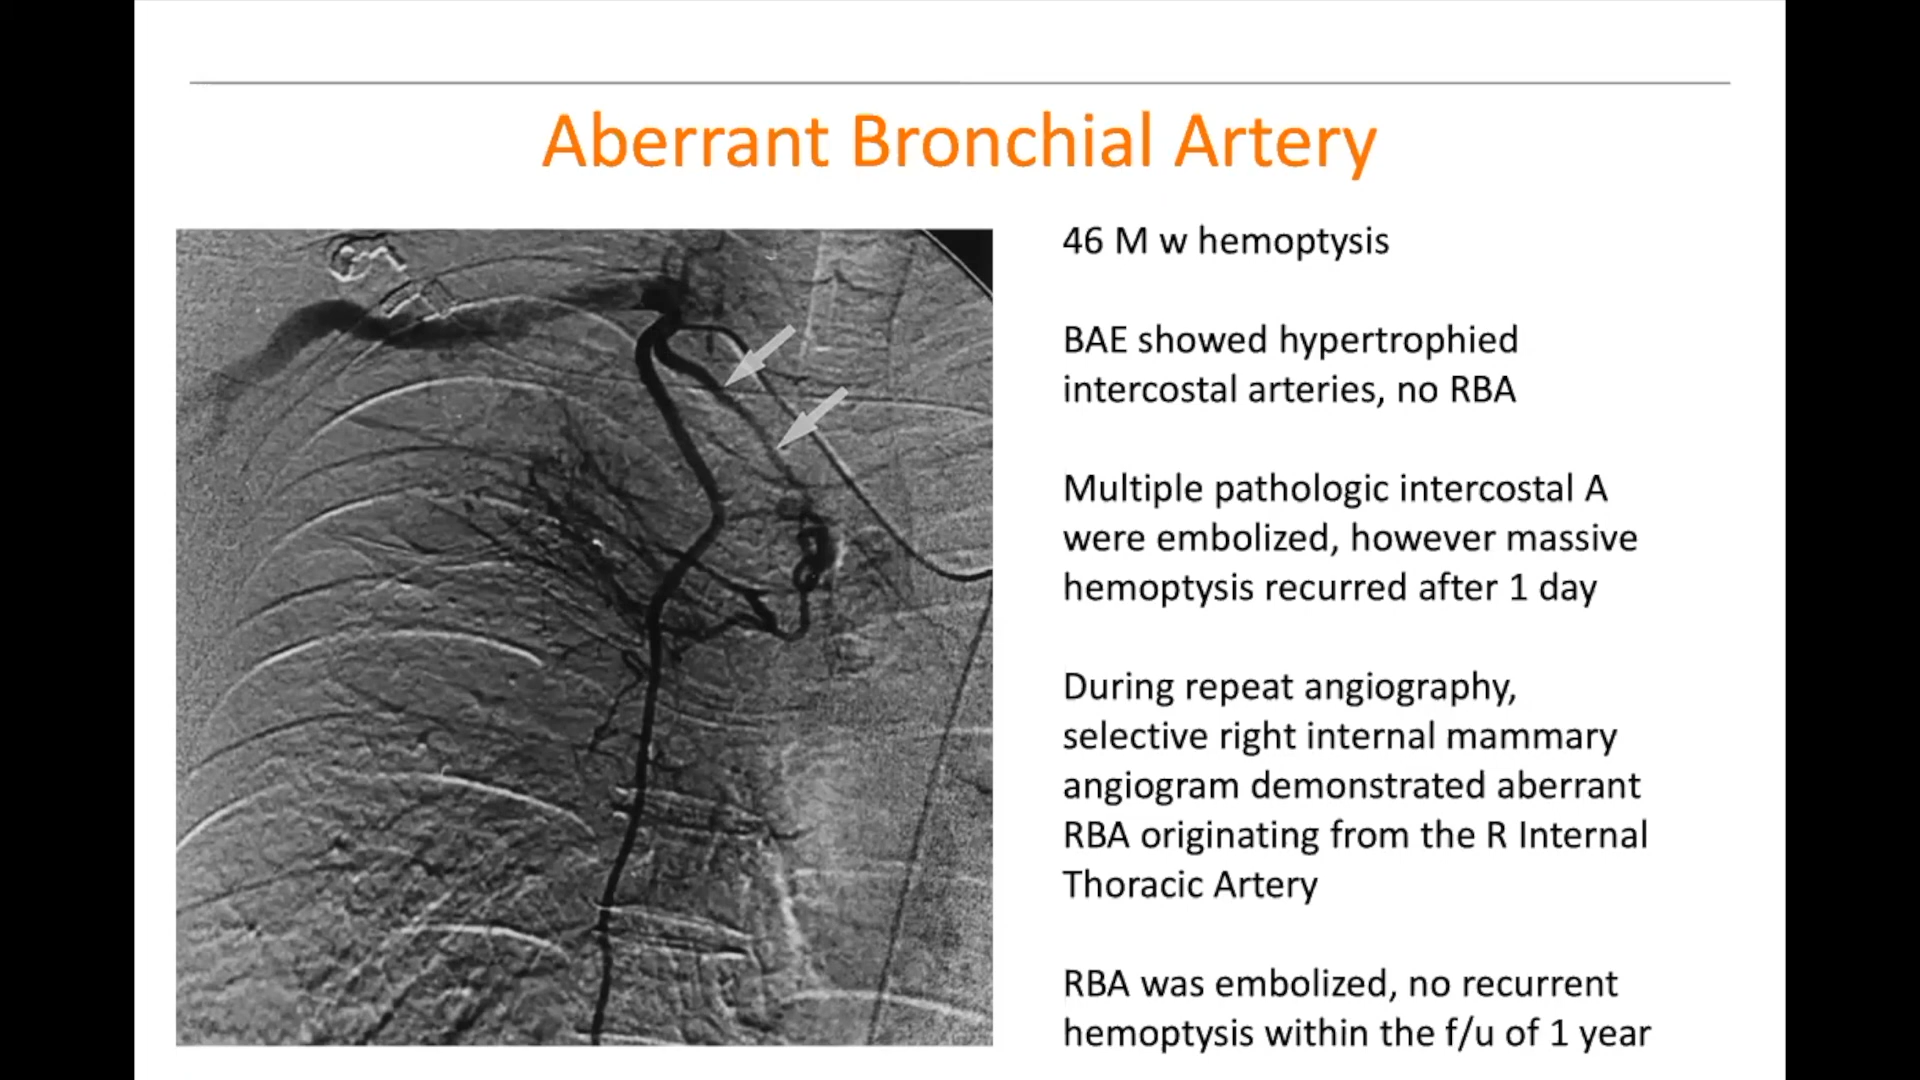 Aberrant Bronchial Artery
46 M w hemoptysis
BAE showed hypertrophied
intercostal arteries, no RBA
Multiple pathologic intercostal A
were embolized, however massive
hemoptysis recurred after 1 day
During repeat angiography,
selective right internal mammary
angiogram demonstrated aberrant
RBA originating from the R Internal
Thoracic Artery
RBA was embolized, no recurrent
hemoptysis within the f/u of 1 year